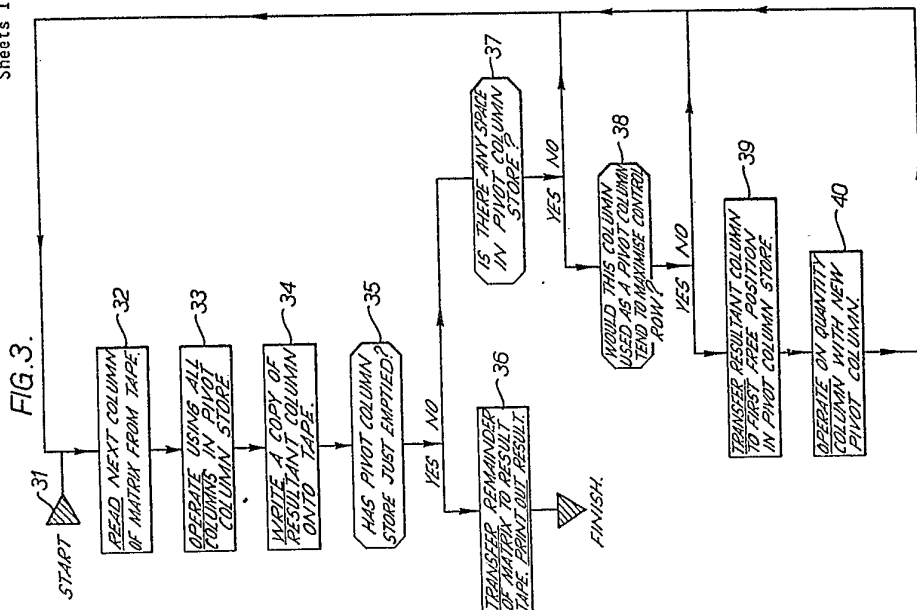 Sheets 1
FIG.3.
31
START
32
READ NEXT COLUMN
OF MATRIX FROM TAPE.
33
OPERATE USING ALL
COLUMNS IN PIVOT
COLUMN STORE.
34
WRITE A COPY OF
RESULTANT COLUMN
ONTO TAPE.
35
HAS PIVOT COLUMN
STORE JUST EMPTIED?
YES NO
36
TRANSFER REMAINDER
OF MATRIX TO RESULT
TAPE. PRINT OUT RESULT.
FINISH.
37
IS THERE ANY SPACE
IN PIVOT COLUMN
STORE?
YES NO
38
WOULD THIS COLUMN
USED AS A PIVOT COLUMN
TEND TO MAXIMISE CONTROL
ROW?
YES NO
39
TRANSFER RESULTANT COLUMN
TO FIRST FREE POSITION
IN PIVOT COLUMN STORE.
40
OPERATE ON QUANTITY
COLUMN WITH NEW
PIVOT COLUMN.